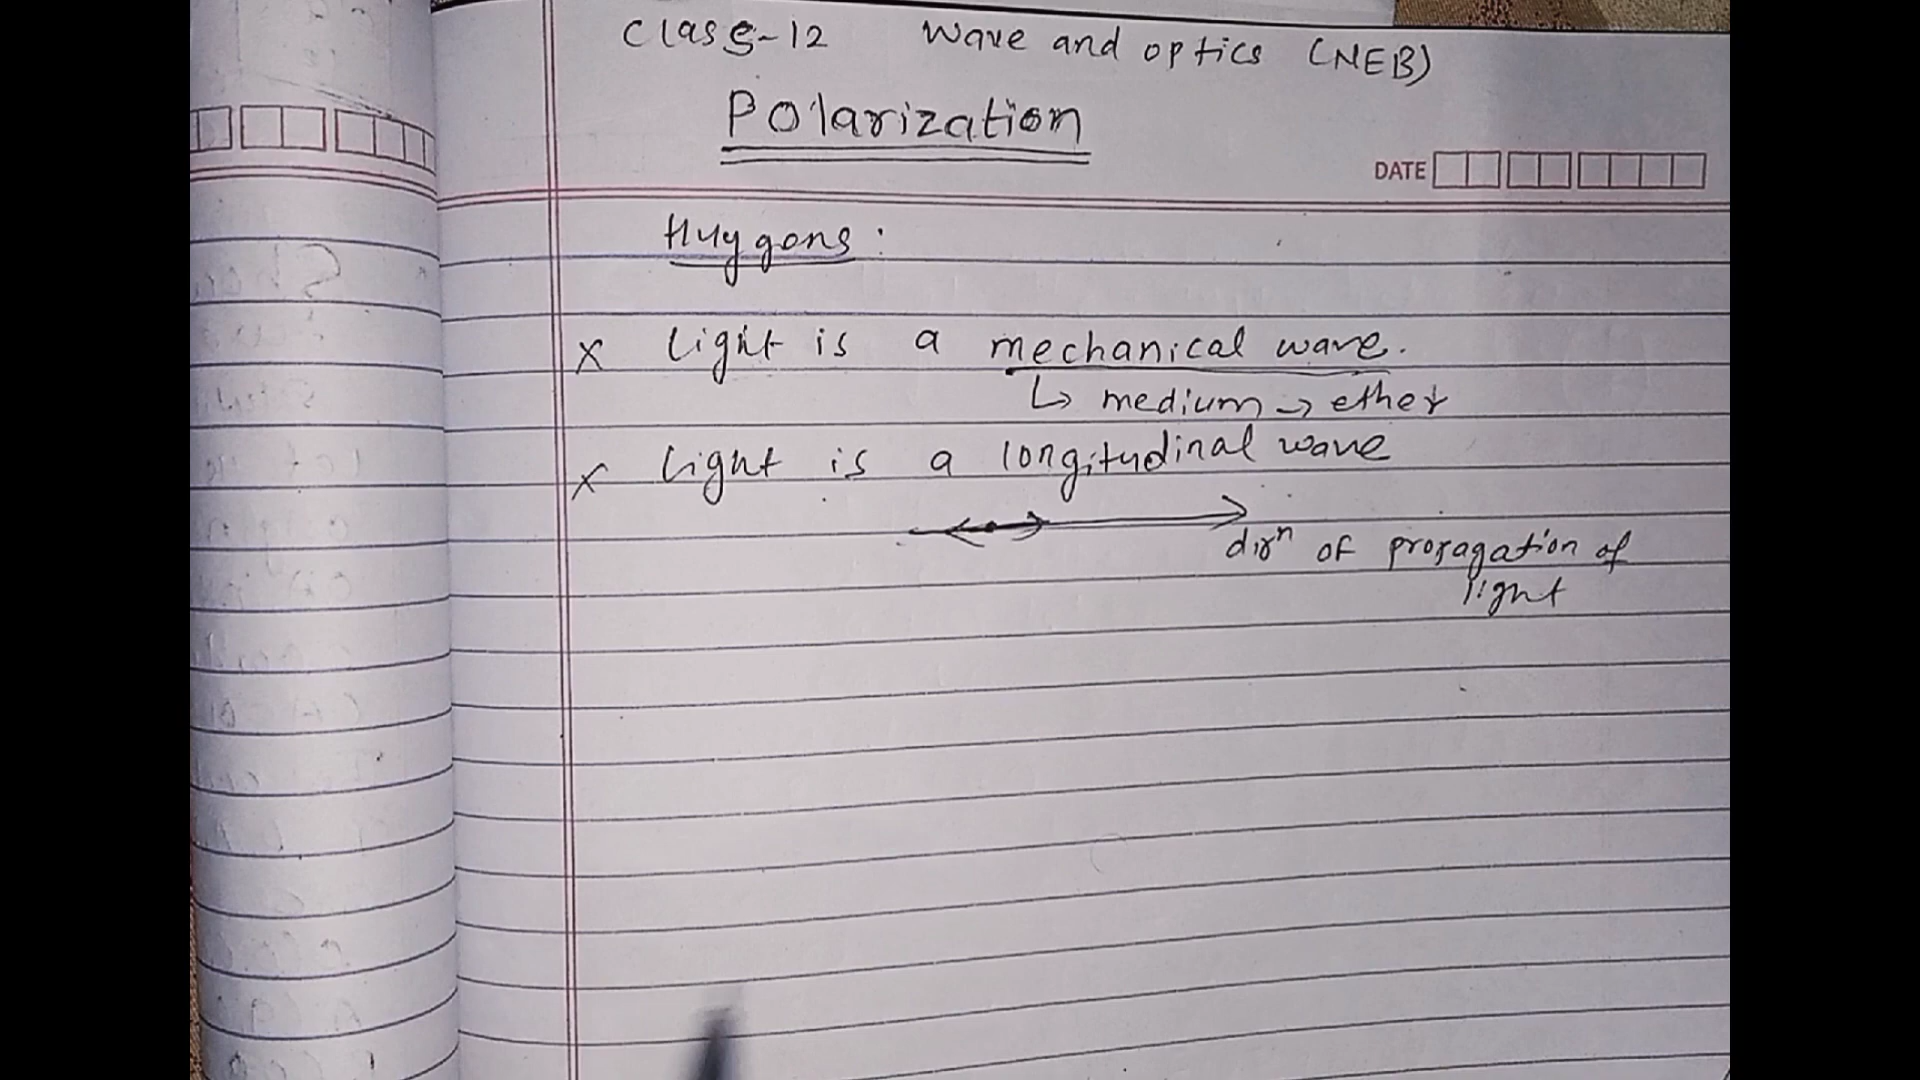 Class-12 Wave and optics (NEB)
Polarization
DATE
Huygons:
x Light is a mechanical wave.
↳ medium → ether
x Light is a longitudinal wave
dirⁿ of propagation of
light